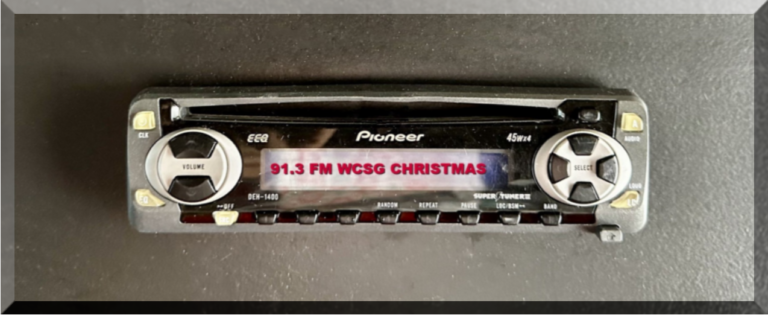 EEQ Pioneer 45Wx4
CLK
A
AUDIO
VOLUME
SELECT
91.3 FM WCSG CHRISTMAS
LOUD
DEH-1400
SUPER TUNER III
OFF RANDOM REPEAT PAUSE LOC/BSM BAND